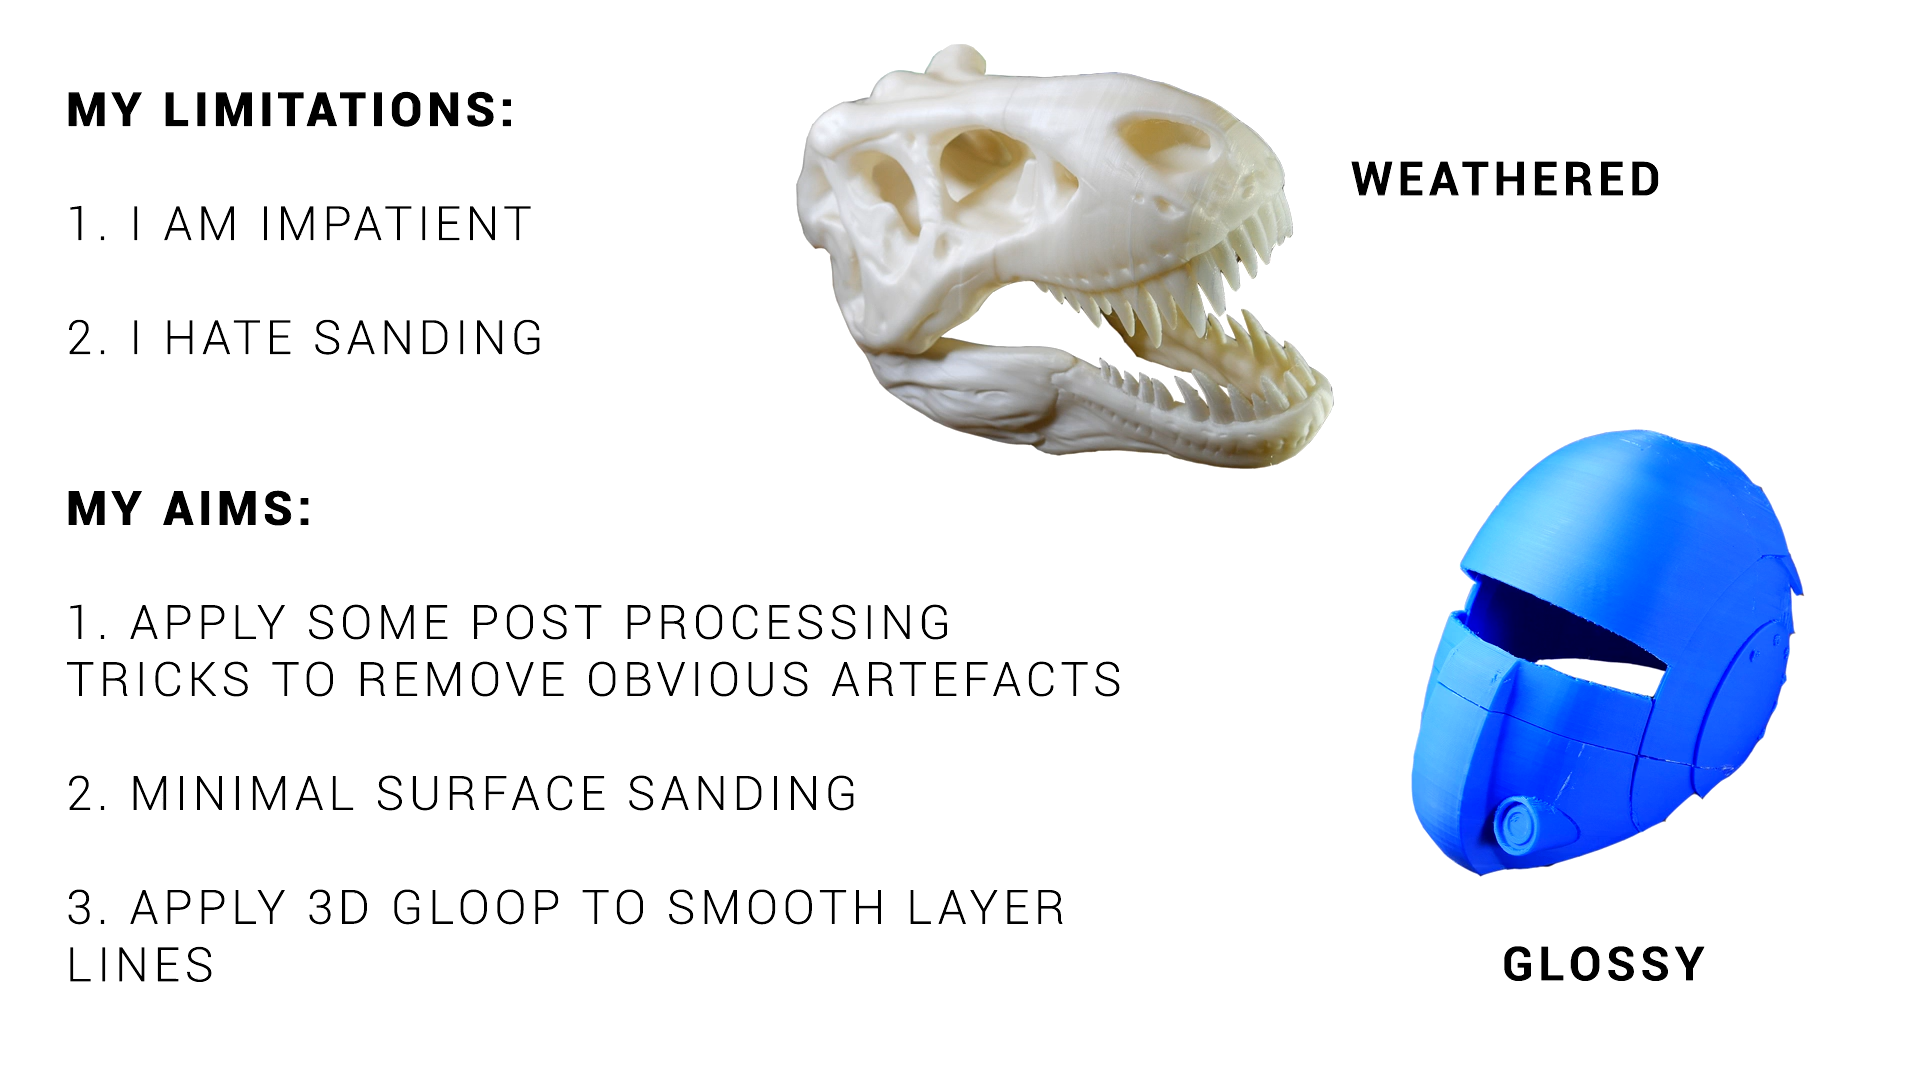 MY LIMITATIONS:
1. I AM IMPATIENT
2. I HATE SANDING
MY AIMS:
1. APPLY SOME POST PROCESSING
TRICKS TO REMOVE OBVIOUS ARTEFACTS
2. MINIMAL SURFACE SANDING
3. APPLY 3D GLOOP TO SMOOTH LAYER
LINES
WEATHERED
GLOSSY